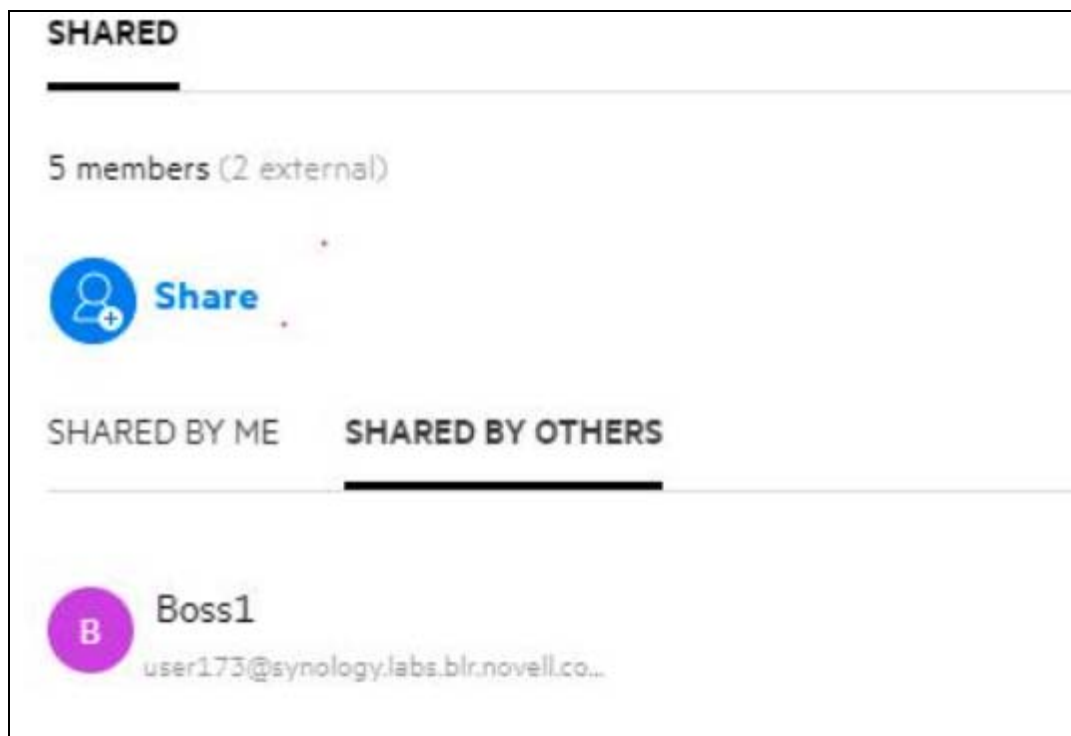 SHARED
5 members (2 external)
Share
SHARED BY ME SHARED BY OTHERS
B
Boss1
user173@synology.labs.blr.novell.co...